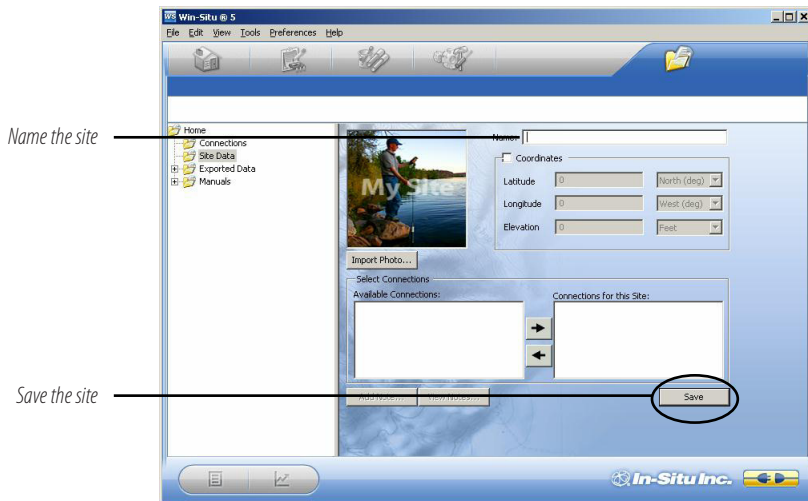 Win-Situ ® 5
File Edit View Tools Preferences Help
Name the site
Home
Connections
Site Data
Exported Data
Manuals
My Site
Name:
Coordinates
Latitude 0 North (deg)
Longitude 0 West (deg)
Elevation 0 Feet
Import Photo...
Select Connections
Available Connections:
Connections for this Site:
Save the site
Add Note...
View Notes...
Save
In-Situ Inc.